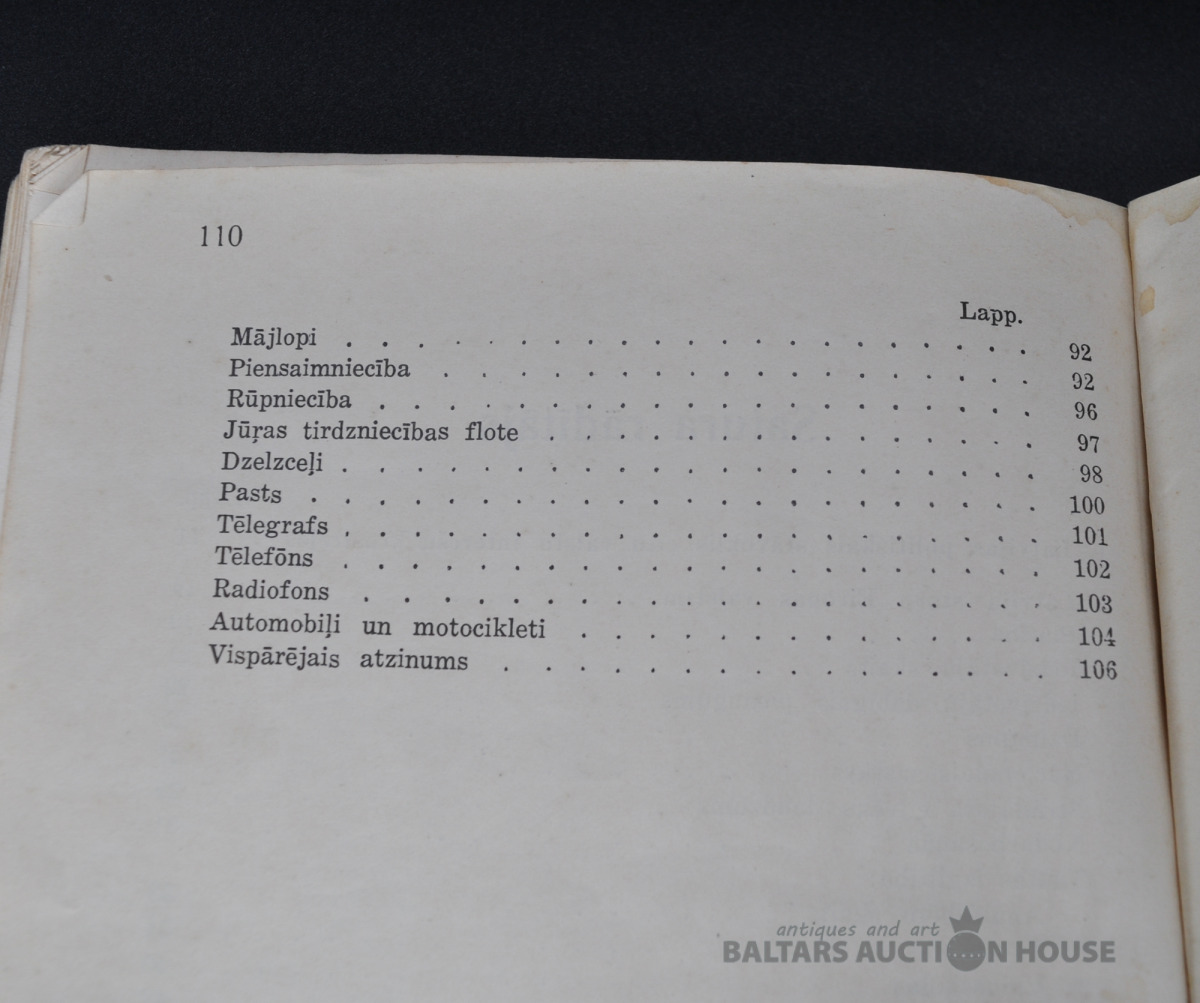 110
Lapp.
Mājlopi . . . . . . . . . . . . . . . . . . . . 92
Piensaimniecība . . . . . . . . . . . . . . . . 92
Rūpniecība . . . . . . . . . . . . . . . . . . . 96
Jūŗas tirdzniecības flote . . . . . . . . . . . . . 97
Dzelzceļi . . . . . . . . . . . . . . . . . . . . 98
Pasts . . . . . . . . . . . . . . . . . . . . . 100
Tēlegrafs . . . . . . . . . . . . . . . . . . . . 101
Tēlefōns . . . . . . . . . . . . . . . . . . . 102
Radiofons . . . . . . . . . . . . . . . . . . . 103
Automobiļi un motocikleti . . . . . . . . . . . . 104
Vispārējais atzinums . . . . . . . . . . . . . . 106
antiques and art
BALTARS AUCTION HOUSE